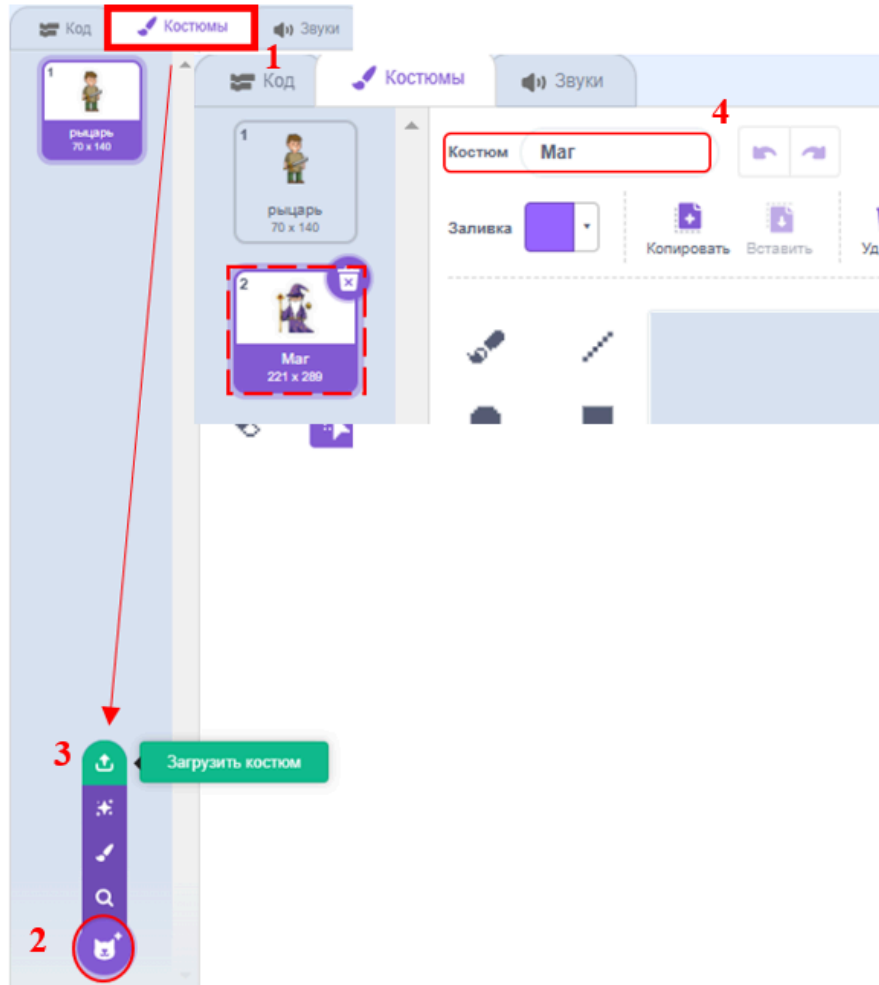 Код
Костюмы
Звуки
1
1
рыцарь
70 x 140
Код
Костюмы
Звуки
4
1
рыцарь
70 x 140
Костюм
Маг
Заливка
Копировать
Вставить
Уд
2
Маг
221 x 289
3
Загрузить костюм
2